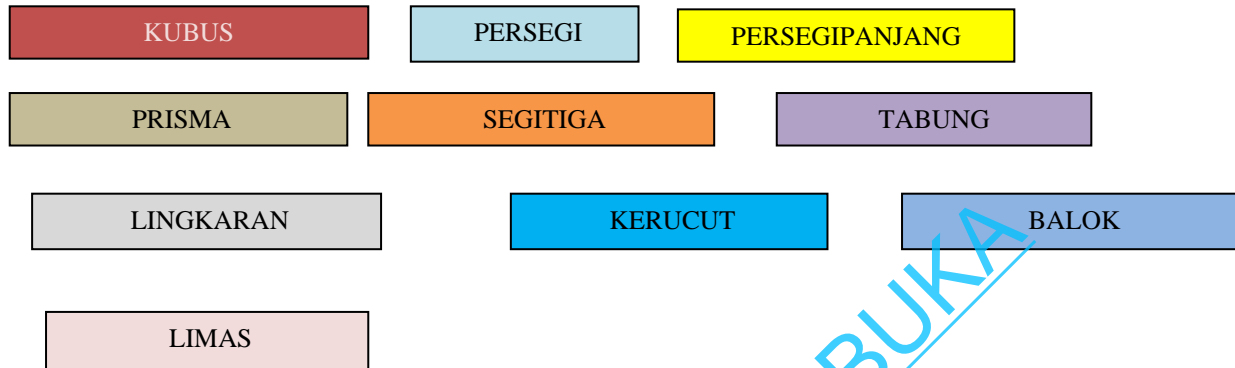 KUBUS PERSEGI PERSEGIPANJANG
PRISMA SEGITIGA TABUNG
LINGKARAN KERUCUT BALOK
LIMAS
BUKA